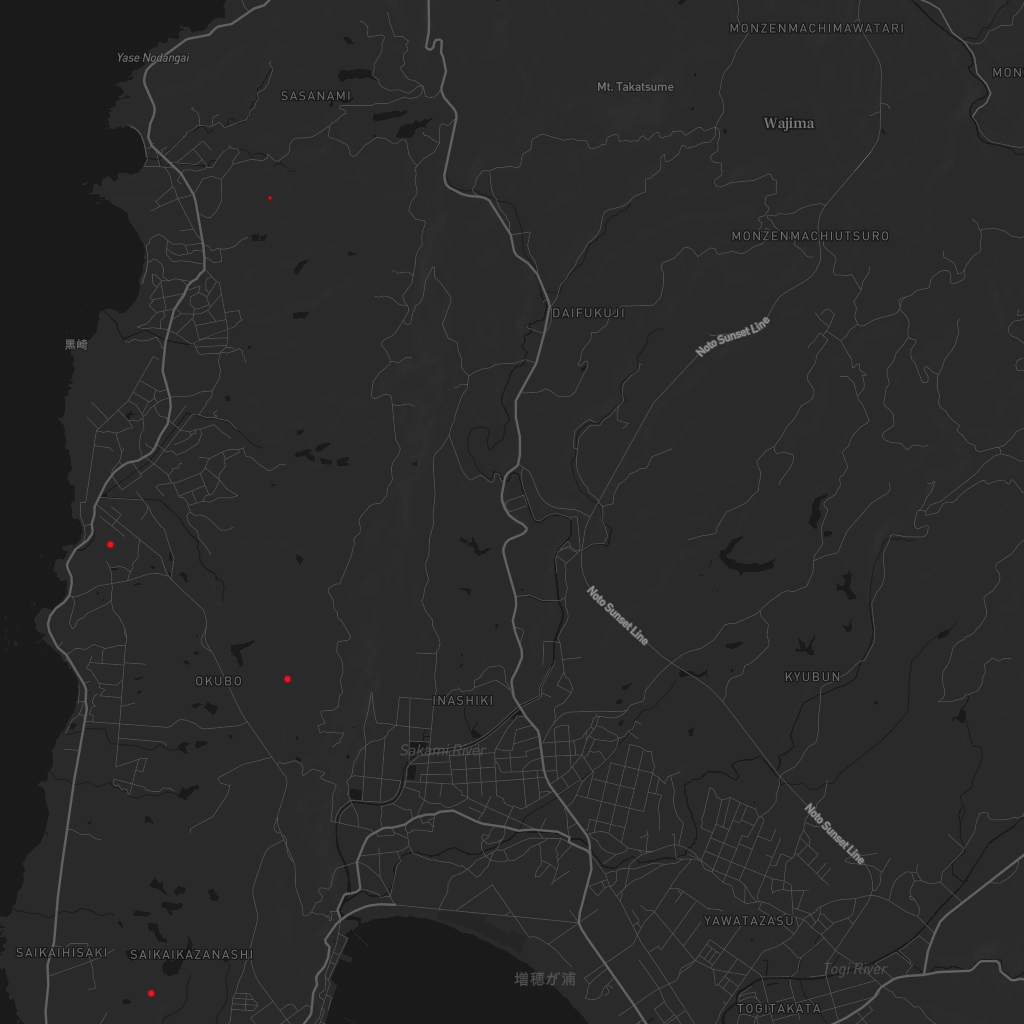 MONZENMACHIMAWATARI
Yase Nodangai
MON
Mt. Takatsume
SASANAMI
Wajima
MONZENMACHIUTSURO
DAIFUKUJI
Noto Sunset Line
黒崎
Noto Sunset Line
KYUBUN
OKUBO
INASHIKI
Sakami River
Noto Sunset Line
YAWATAZASU
SAIKAIHISAKI
SAIKAIKAZANASHI
Togi River
増穂が浦
TOGITAKATA